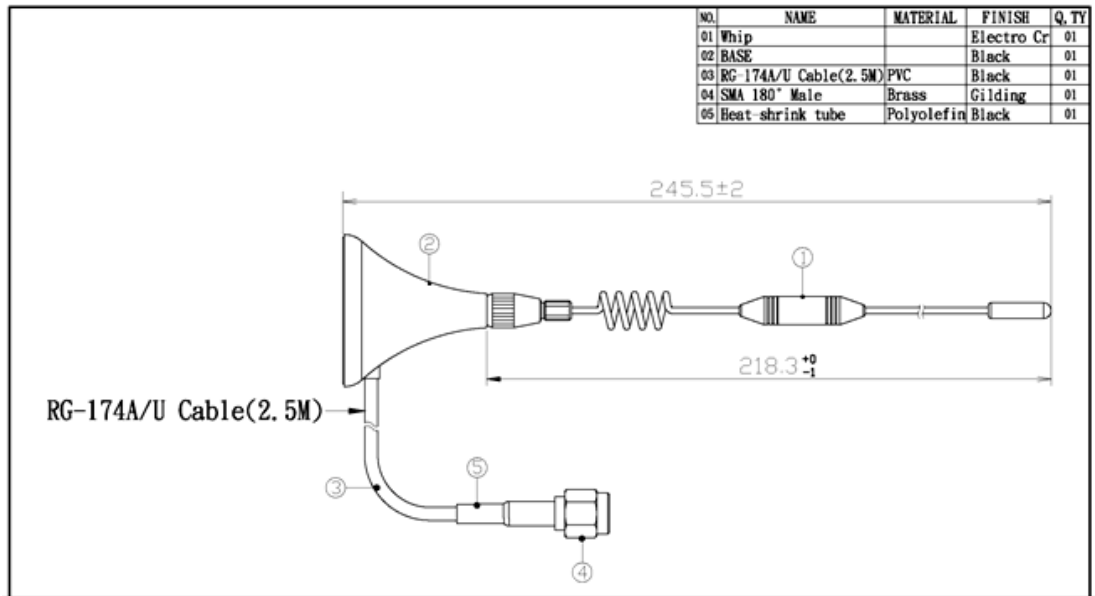 NO. NAME MATERIAL FINISH Q,TY
01 Whip Electro Cr 01
02 BASE Black 01
03 RG-174A/U Cable(2.5M) PVC Black 01
04 SMA 180° Male Brass Gilding 01
05 Heat-shrink tube Polyolefin Black 01
245.5±2
②
①
218.3 +0 -1
RG-174A/U Cable(2.5M)
③
⑤
④